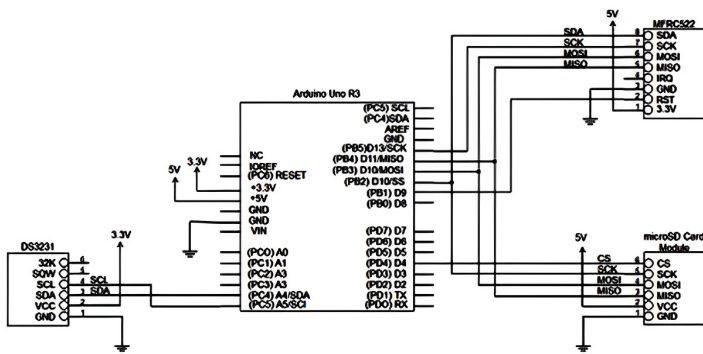 5V
MFRC522
SDA 8 SDA
SCK 7 SCK
MOSI 6 MOSI
MISO 5 MISO
4 IRQ
3 GND
2 RST
1 3.3V
Arduino Uno R3
(PC5) SCL
(PC4)SDA
AREF
GND
NC (PB5)D13/SCK
IOREF (PB4) D11/MISO
(PC6) RESET (PB3) D10/MOSI
5V 3.3V +3.3V (PB2) D10/SS
+5V (PB1) D9
GND (PB0) D8
GND
VIN (PD7) D7
(PD6) D6
(PC0) A0 (PD5) D5
(PC1) A1 (PD4) D4
(PC2) A3 (PD3) D3
(PC3) A3 (PD2) D2
(PC4) A4/SDA (PD1) TX
(PC5) A5/SCl (PD0) RX
DS3231
3.3V
32K 6
SQW 5
SCL 4 SCL
SDA 3 SDA
VCC 2
GND 1
5V
microSD Card
Module
CS 6 CS
SCK 5 SCK
MOSI 4 MOSI
MISO 3 MISO
2 VCC
1 GND